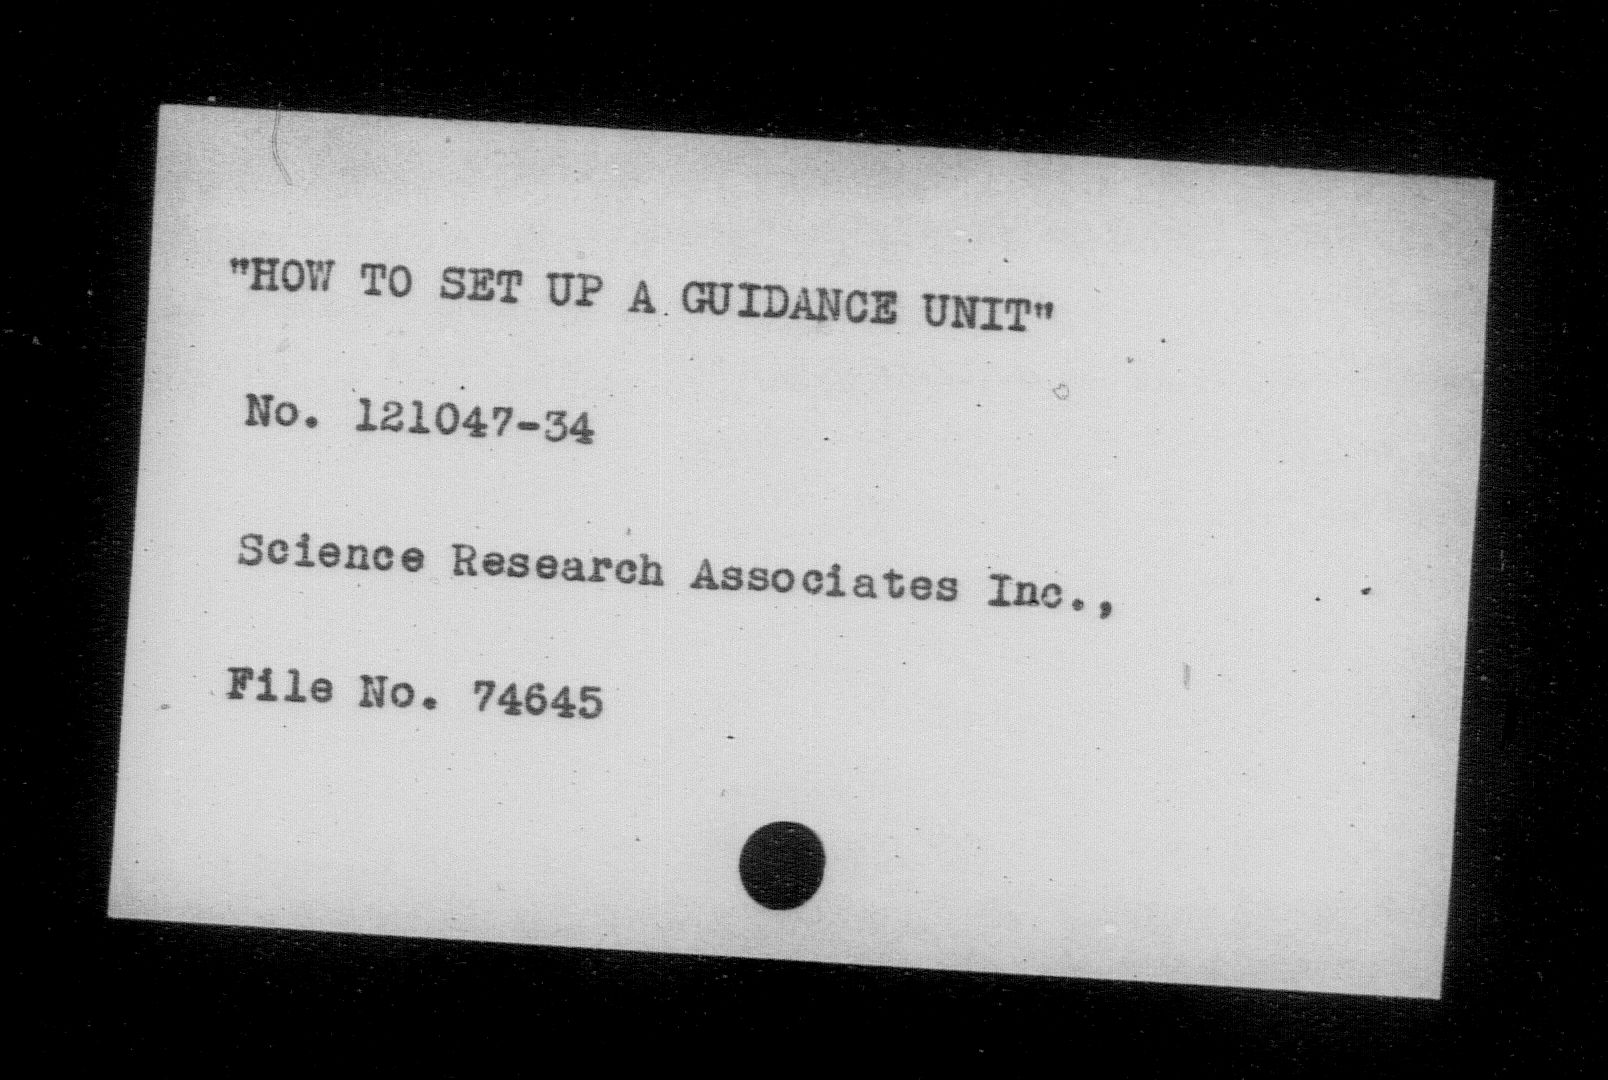 "HOW TO SET UP A GUIDANCE UNIT"
No. 121047-34
Science Research Associates Inc.,
File No. 74645